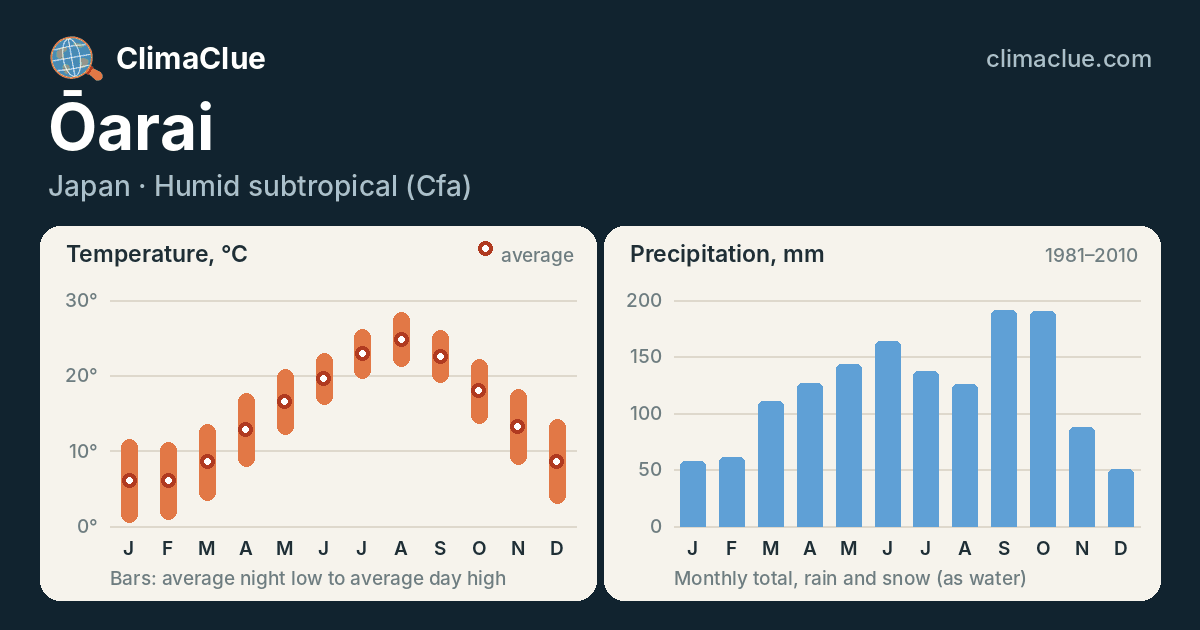 ClimaClue
climaclue.com
Ōarai
Japan · Humid subtropical (Cfa)
Temperature, °C
average
30°
20°
10°
0°
J F M A M J J A S O N D
Bars: average night low to average day high
Precipitation, mm
1981–2010
200
150
100
50
0
J F M A M J J A S O N D
Monthly total, rain and snow (as water)